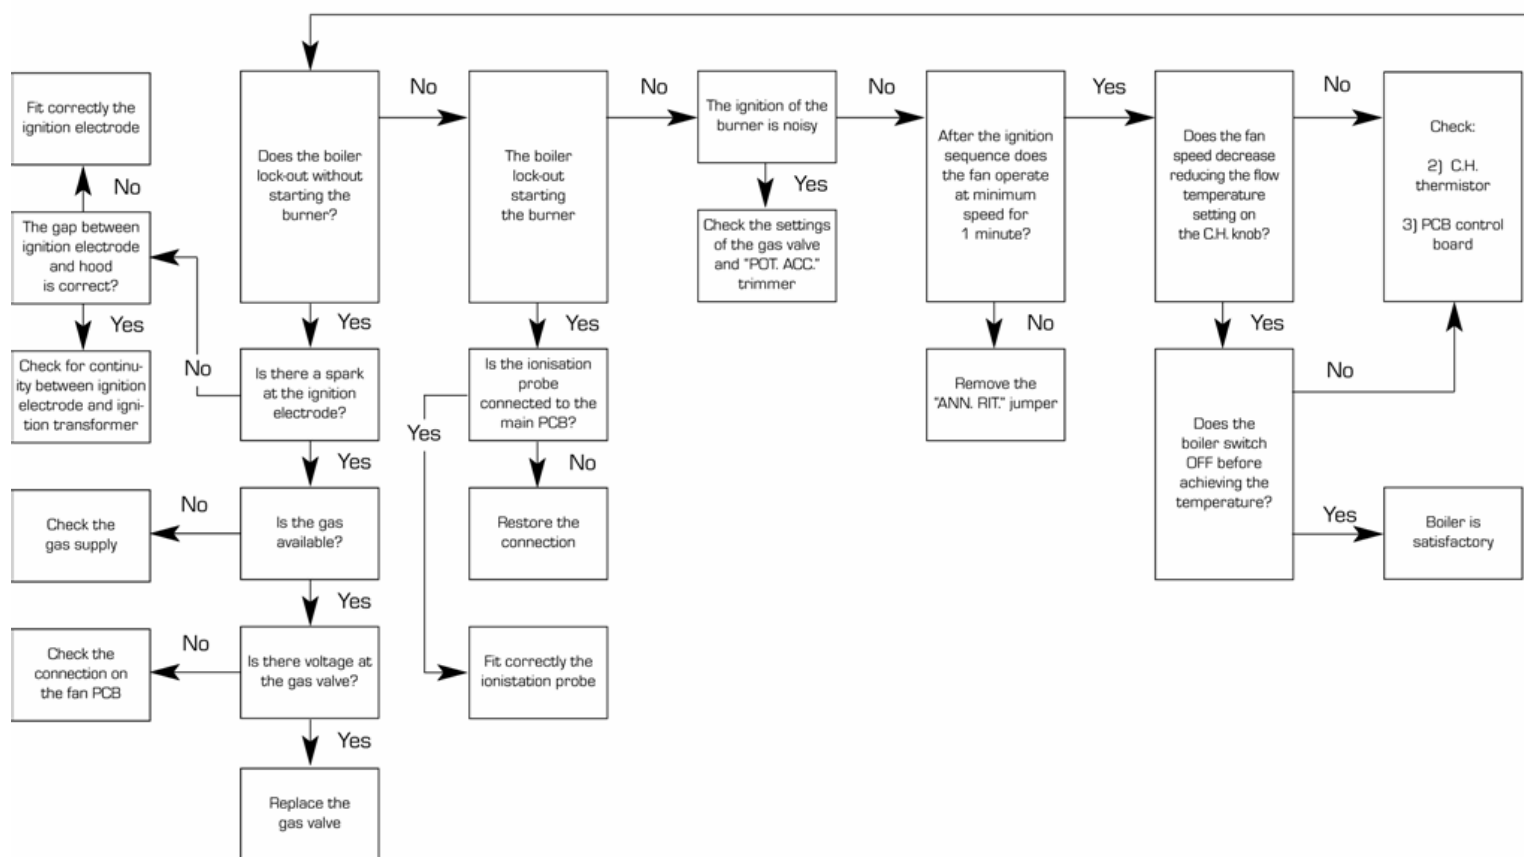 Fit correctly the
ignition electrode
No
The gap between
ignition electrode
and hood
is correct?
Yes
Check for continu-
ity between ignition
electrode and igni-
tion transformer
No
Does the boiler
lock-out without
starting the
burner?
No
Yes
Is there a spark
at the ignition
electrode?
Yes
Is the gas
available?
No
Check the
gas supply
Yes
Is there voltage at
the gas valve?
No
Check the
connection on
the fan PCB
Yes
Replace the
gas valve
The boiler
lock-out
starting
the burner
No
Yes
Is the ionisation
probe
connected to the
main PCB?
Yes
No
Restore the
connection
Fit correctly the
ionistation probe
The ignition of the
burner is noisy
No
Yes
Check the settings
of the gas valve
and "POT. ACC."
trimmer
After the ignition
sequence does
the fan operate
at minimum
speed for
1 minute?
Yes
No
Remove the
"ANN. RIT." jumper
Does the fan
speed decrease
reducing the flow
temperature
setting on
the C.H. knob?
No
Yes
Does the
boiler switch
OFF before
achieving the
temperature?
No
Yes
Check:
2) C.H.
thermistor
3) PCB control
board
Boiler is
satisfactory